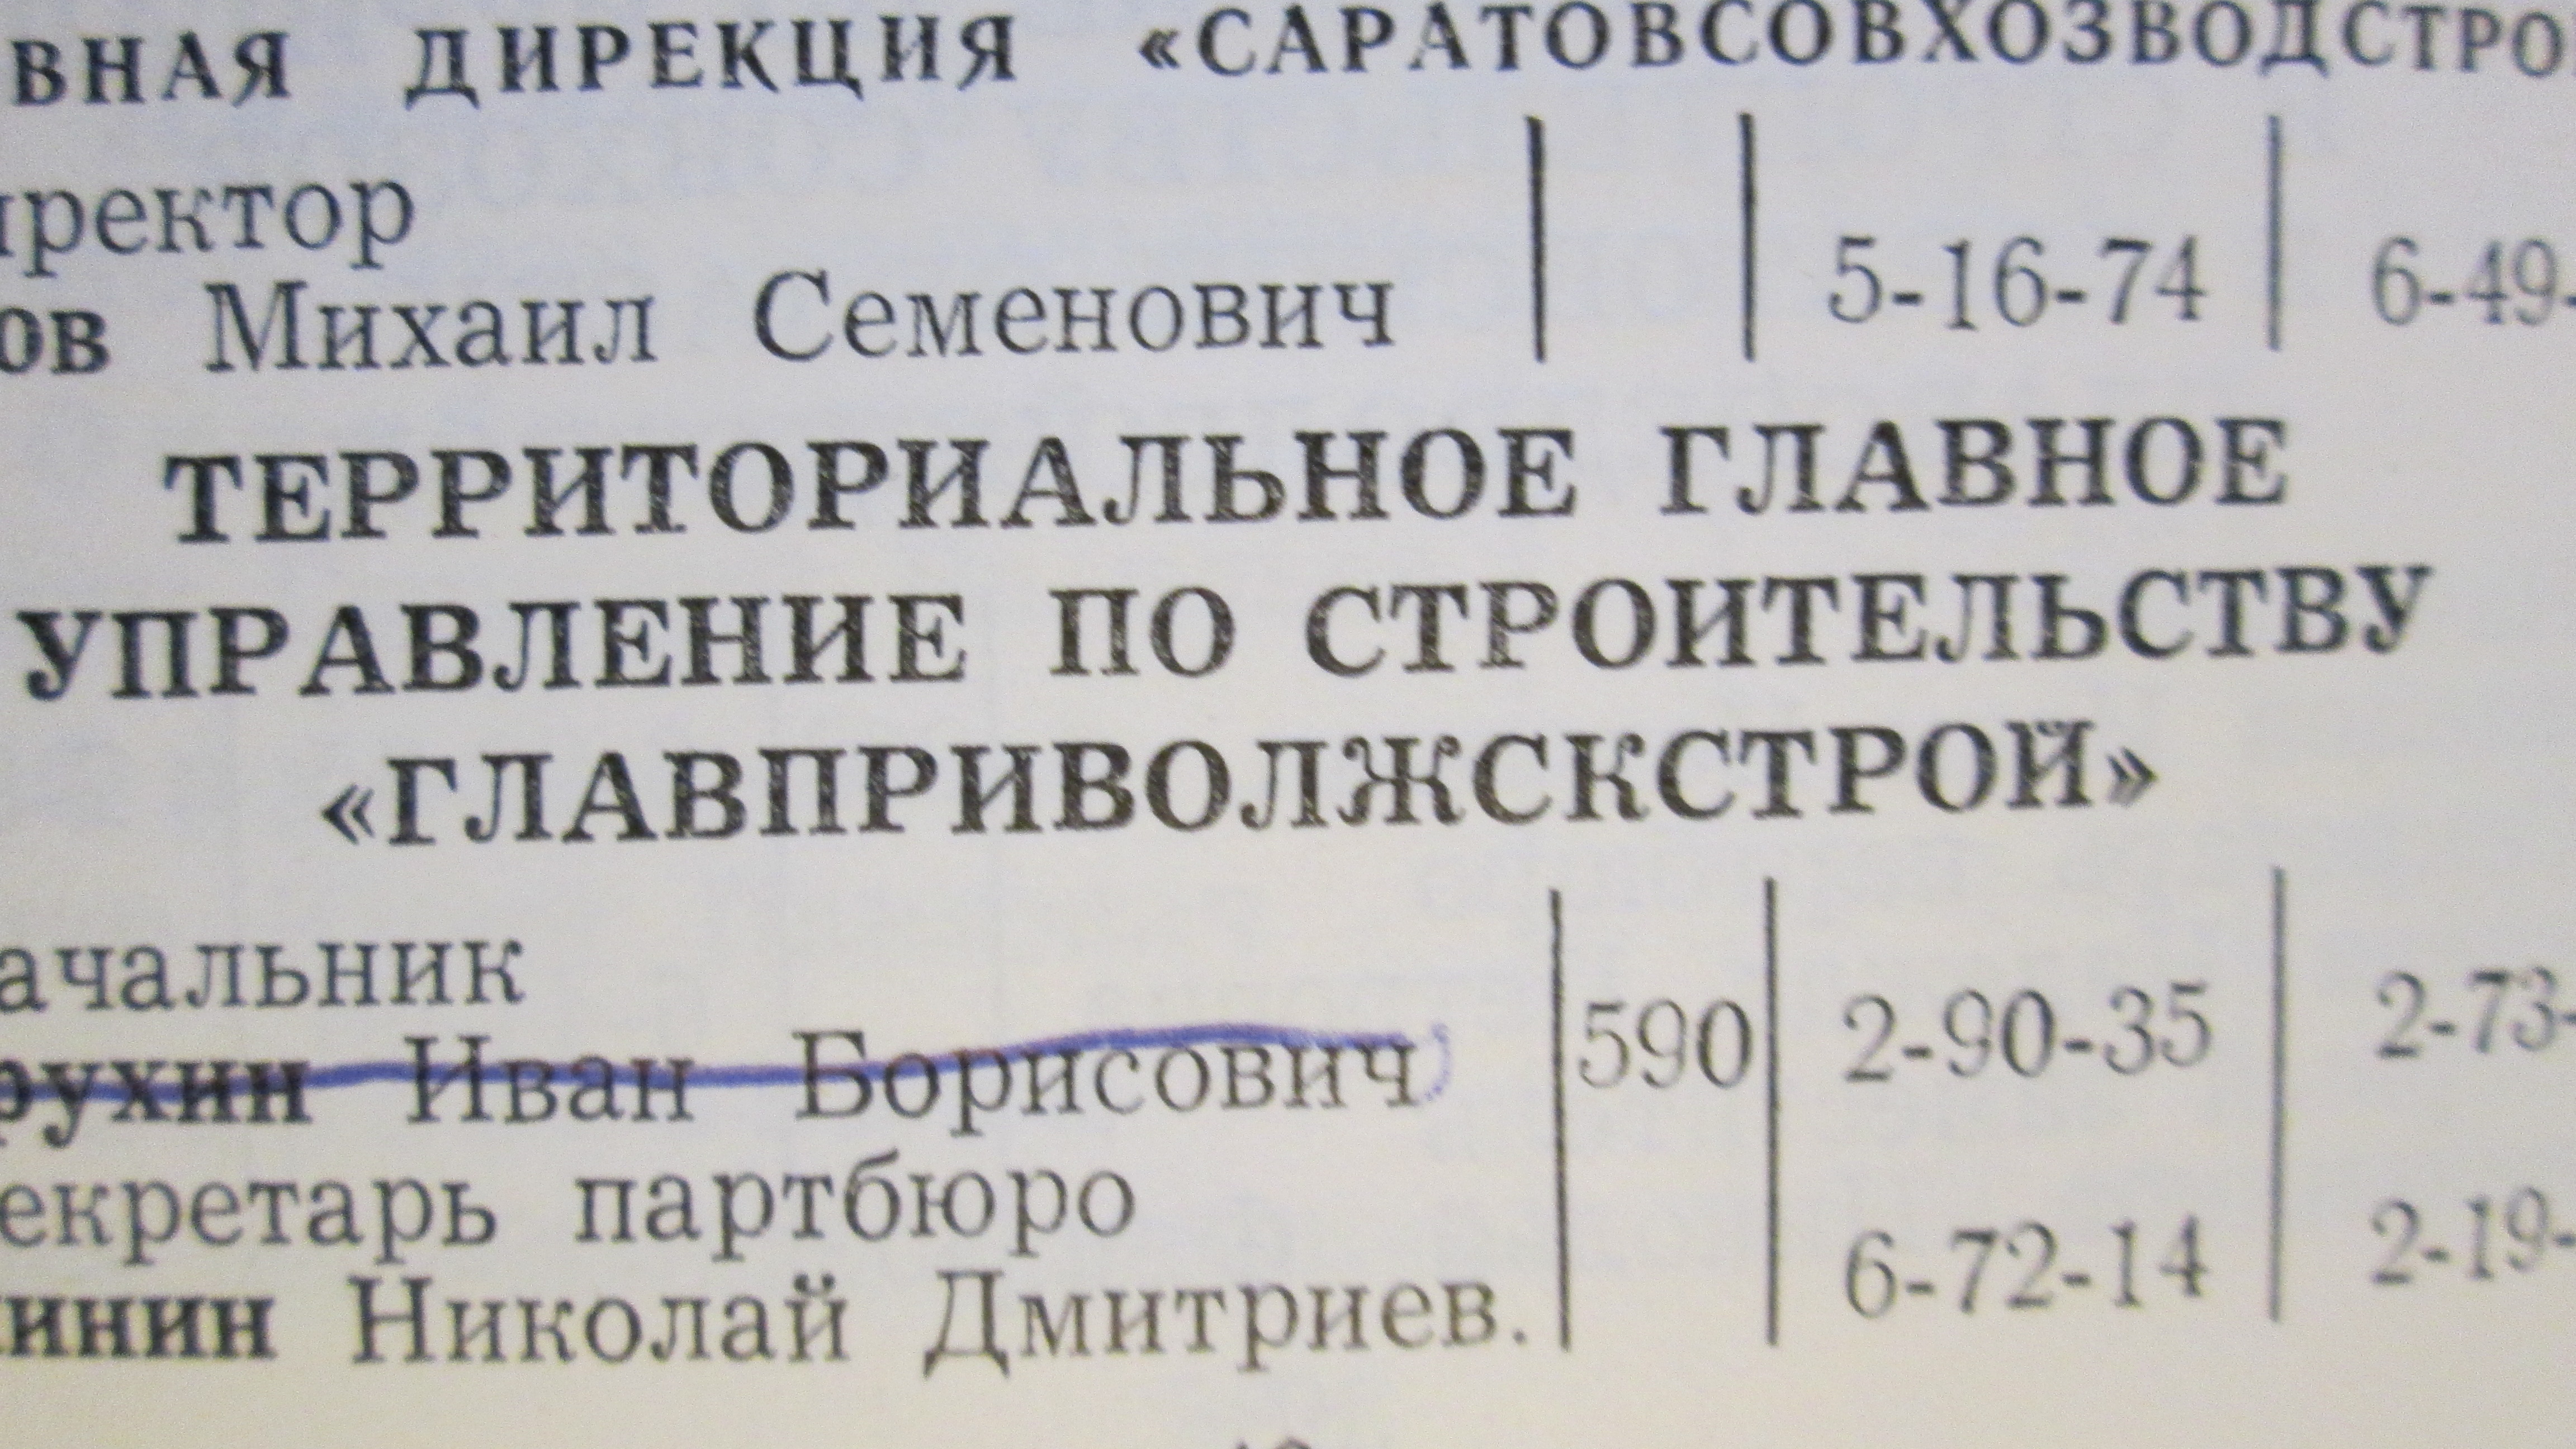 ВНАЯ ДИРЕКЦИЯ «САРАТОВСОВХОЗВОДСТРО
иректор
ов Михаил Семенович 5-16-74 6-49-
ТЕРРИТОРИАЛЬНОЕ ГЛАВНОЕ
УПРАВЛЕНИЕ ПО СТРОИТЕЛЬСТВУ
«ГЛАВПРИВОЛЖСКСТРОЙ»
ачальник
рухин Иван Борисович 590 2-90-35 2-73-
екретарь партбюро
инин Николай Дмитриев. 6-72-14 2-19-